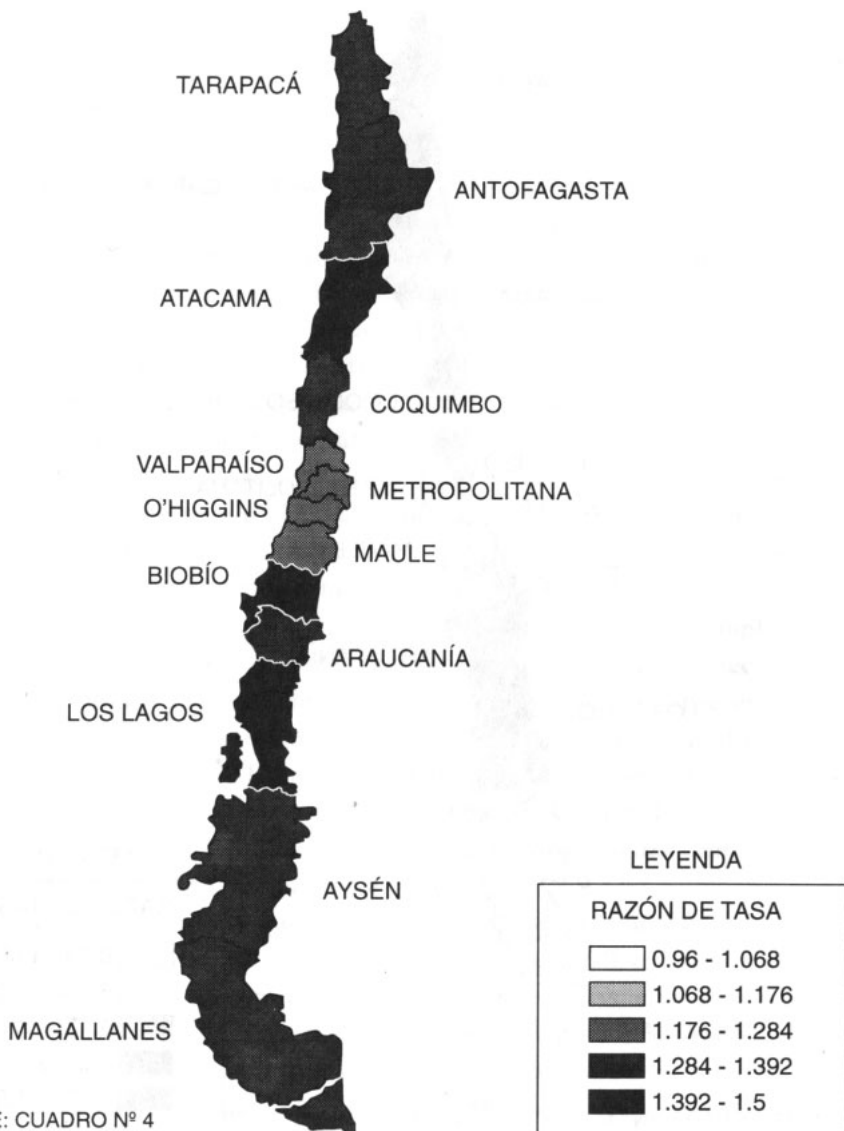 TARAPACÁ
ANTOFAGASTA
ATACAMA
COQUIMBO
VALPARAÍSO
METROPOLITANA
O'HIGGINS
MAULE
BIOBÍO
ARAUCANÍA
LOS LAGOS
AYSÉN
MAGALLANES
LEYENDA
RAZÓN DE TASA
0.96 - 1.068
1.068 - 1.176
1.176 - 1.284
1.284 - 1.392
1.392 - 1.5
E: CUADRO Nº 4